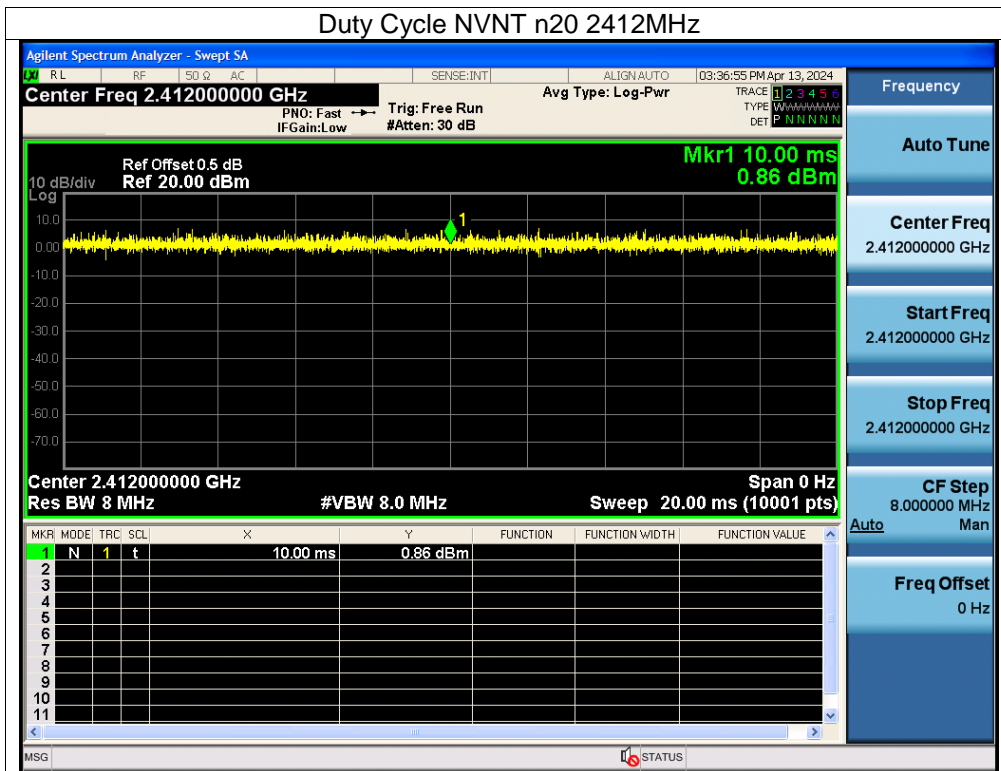 Duty Cycle NVNT n20 2412MHz
Agilent Spectrum Analyzer - Swept SA
LXI RL RF 50 Ω AC SENSE:INT ALIGN AUTO 03:36:55 PM Apr 13, 2024
Center Freq 2.412000000 GHz
PNO: Fast
IFGain:Low
Trig: Free Run
#Atten: 30 dB
Avg Type: Log-Pwr
TRACE 1 2 3 4 5 6
TYPE WWWWWW
DET P N N N N N
Mkr1 10.00 ms
0.86 dBm
Ref Offset 0.5 dB
10 dB/div Ref 20.00 dBm
Log
10.0
0.00
-10.0
-20.0
-30.0
-40.0
-50.0
-60.0
-70.0
1
Center 2.412000000 GHz Span 0 Hz
Res BW 8 MHz #VBW 8.0 MHz Sweep 20.00 ms (10001 pts)
MKR MODE TRC SCL X Y FUNCTION FUNCTION WIDTH FUNCTION VALUE
1 N 1 t 10.00 ms 0.86 dBm
2
3
4
5
6
7
8
9
10
11
MSG STATUS
Frequency
Auto Tune
Center Freq
2.412000000 GHz
Start Freq
2.412000000 GHz
Stop Freq
2.412000000 GHz
CF Step
8.000000 MHz
Auto Man
Freq Offset
0 Hz